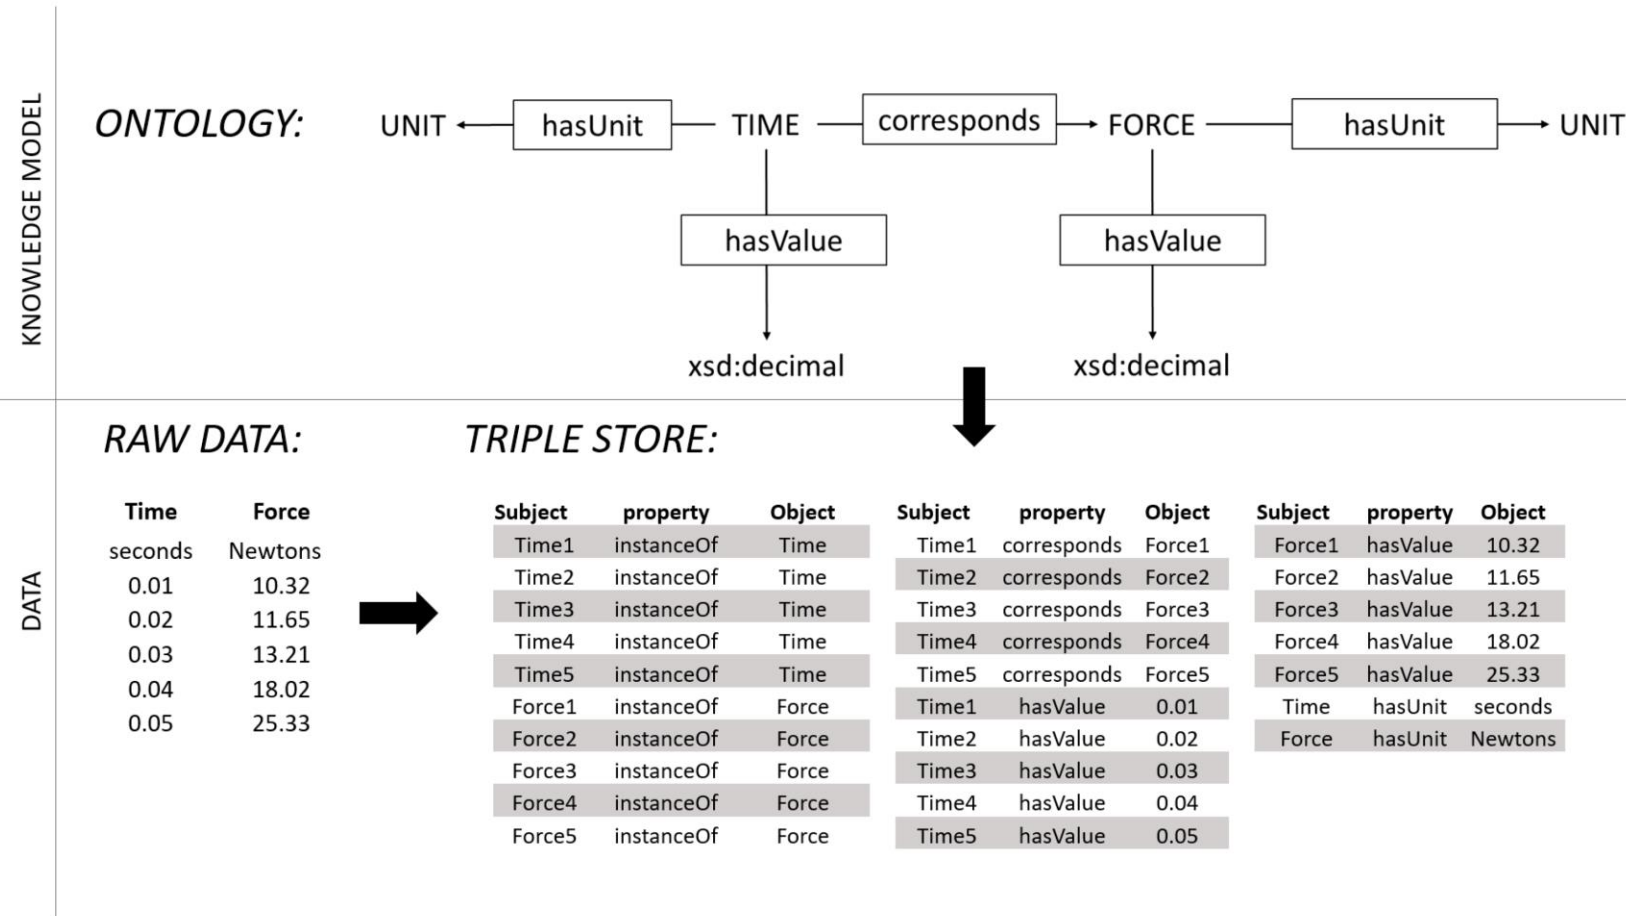 KNOWLEDGE MODEL
ONTOLOGY:
UNIT hasUnit TIME corresponds FORCE hasUnit UNIT
hasValue hasValue
xsd:decimal xsd:decimal
DATA
RAW DATA:
Time Force
seconds Newtons
0.01 10.32
0.02 11.65
0.03 13.21
0.04 18.02
0.05 25.33
TRIPLE STORE:
Subject property Object
Time1 instanceOf Time
Time2 instanceOf Time
Time3 instanceOf Time
Time4 instanceOf Time
Time5 instanceOf Time
Force1 instanceOf Force
Force2 instanceOf Force
Force3 instanceOf Force
Force4 instanceOf Force
Force5 instanceOf Force
Subject property Object
Time1 corresponds Force1
Time2 corresponds Force2
Time3 corresponds Force3
Time4 corresponds Force4
Time5 corresponds Force5
Time1 hasValue 0.01
Time2 hasValue 0.02
Time3 hasValue 0.03
Time4 hasValue 0.04
Time5 hasValue 0.05
Subject property Object
Force1 hasValue 10.32
Force2 hasValue 11.65
Force3 hasValue 13.21
Force4 hasValue 18.02
Force5 hasValue 25.33
Time hasUnit seconds
Force hasUnit Newtons